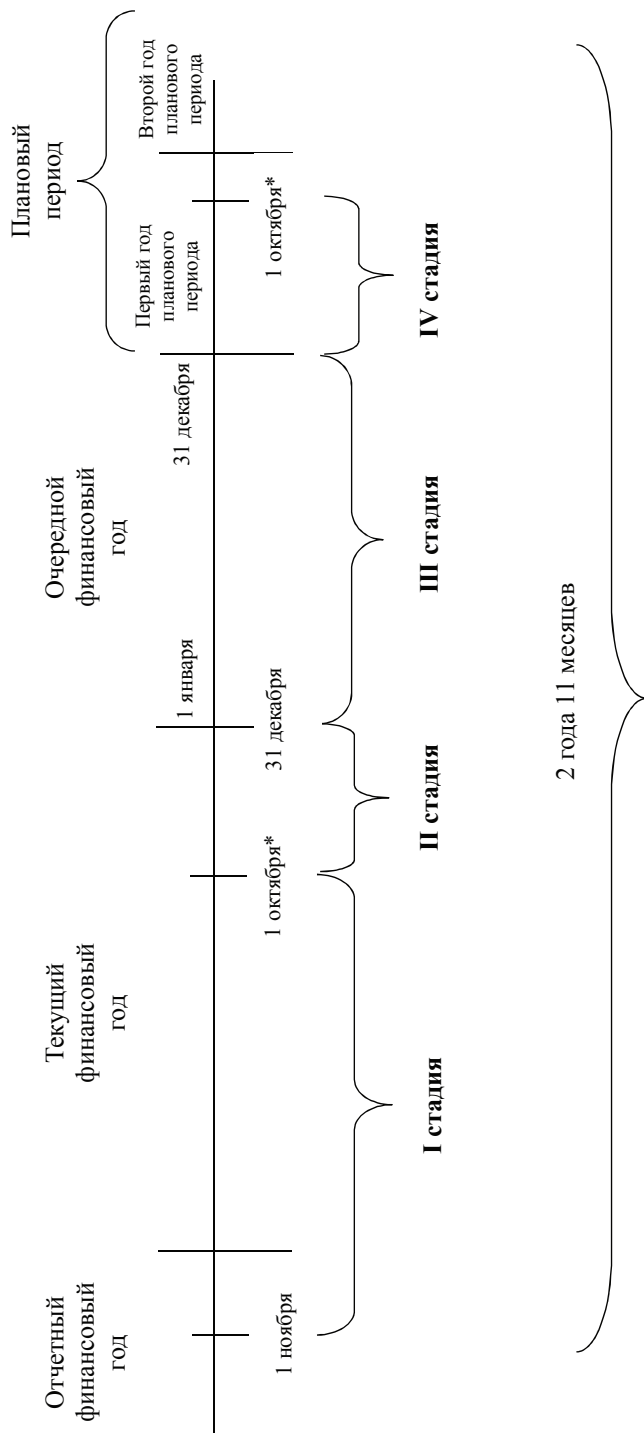 Отчетный
финансовый
год
Текущий
финансовый
год
Очередной
финансовый
год
Плановый
период
Первый год
планового
периода
Второй год
планового
периода
1 января
31 декабря
1 ноября
1 октября*
31 декабря
1 октября*
I стадия
II стадия
III стадия
IV стадия
2 года 11 месяцев